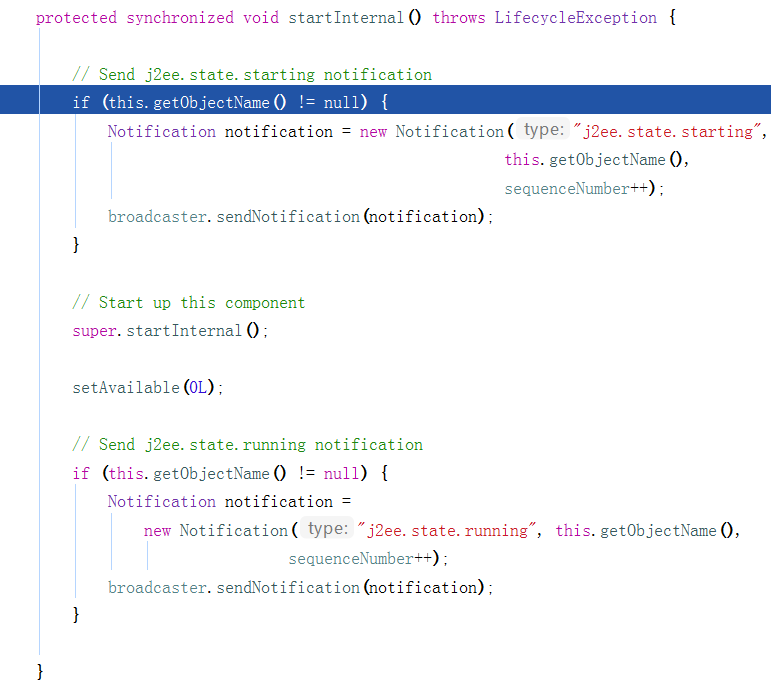 protected synchronized void startInternal() throws LifecycleException {
// Send j2ee.state.starting notification
if (this.getObjectName() != null) {
Notification notification = new Notification( type: "j2ee.state.starting",
this.getObjectName(),
sequenceNumber++);
broadcaster.sendNotification(notification);
}
// Start up this component
super.startInternal();
setAvailable(0L);
// Send j2ee.state.running notification
if (this.getObjectName() != null) {
Notification notification =
new Notification( type: "j2ee.state.running", this.getObjectName(),
sequenceNumber++);
broadcaster.sendNotification(notification);
}
}